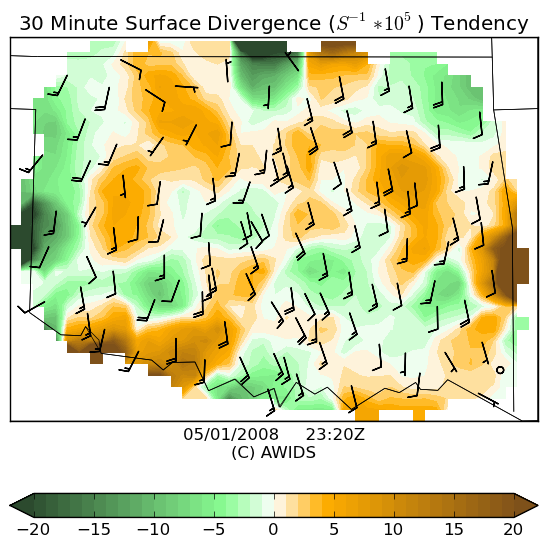 30 Minute Surface Divergence (S⁻¹ *10⁵ ) Tendency
05/01/2008 23:20Z
(C) AWIDS
−20 −15 −10 −5 0 5 10 15 20